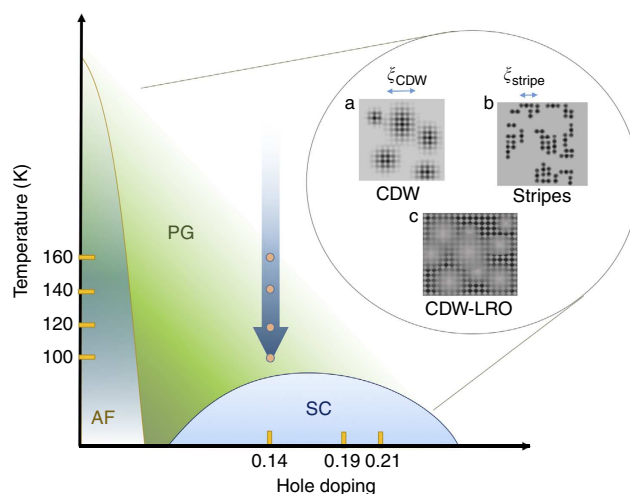 ξCDW
ξstripe
a
b
CDW
Stripes
c
CDW-LRO
PG
Temperature (K)
160
140
120
100
AF
SC
0.14
0.19
0.21
Hole doping